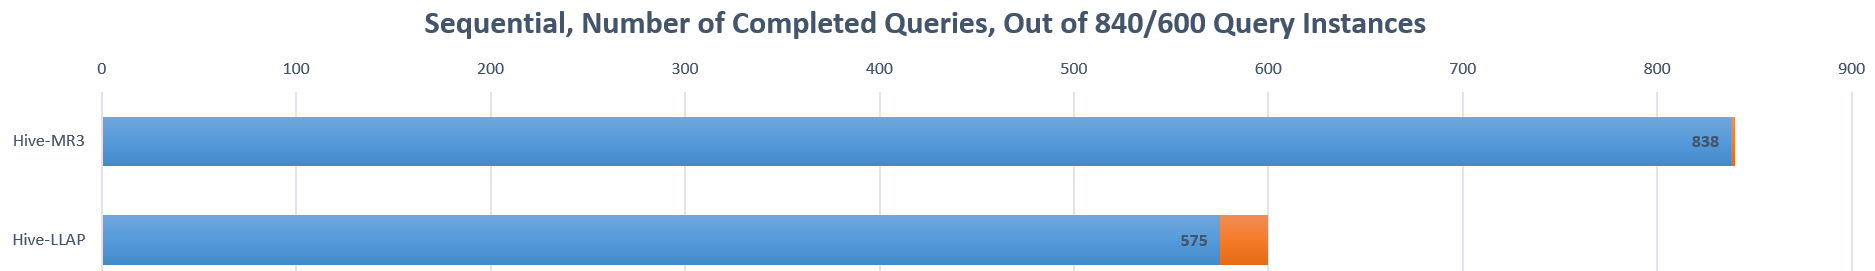 Sequential, Number of Completed Queries, Out of 840/600 Query Instances
0 100 200 300 400 500 600 700 800 900
Hive-MR3 838
Hive-LLAP 575